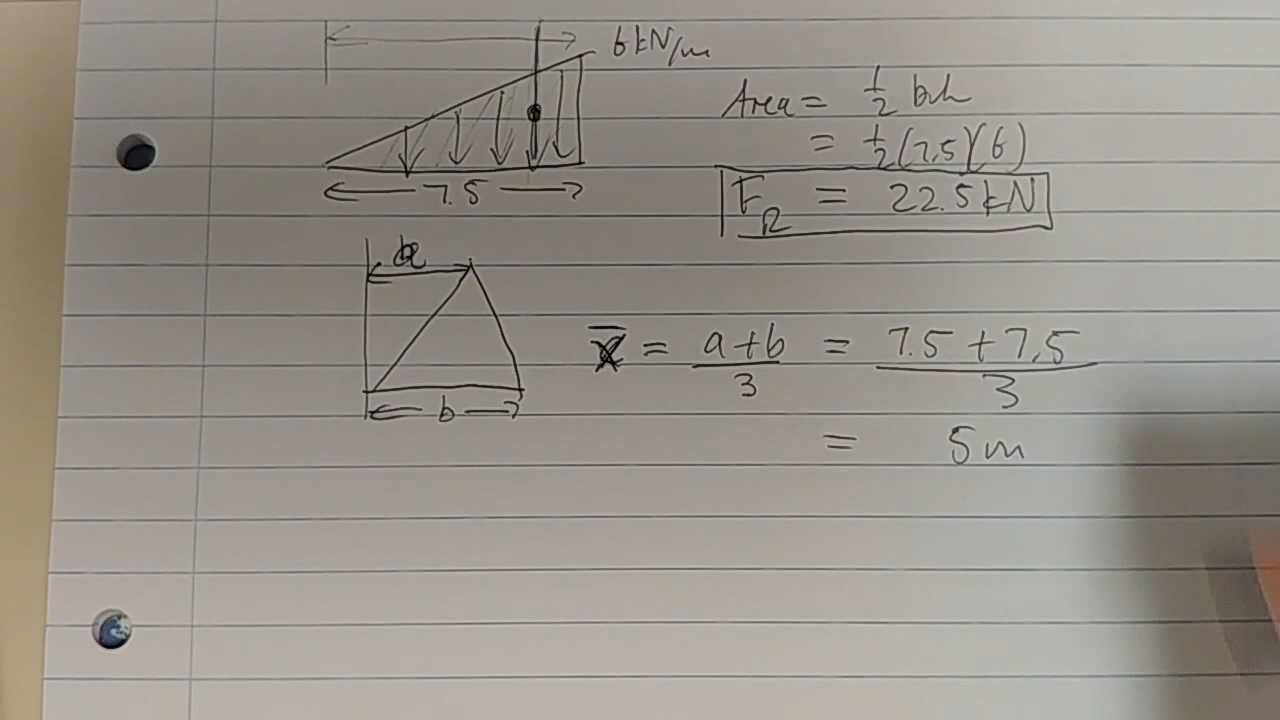 6 kN/m
7.5
Area = 1/2 bh
= 1/2 (7.5)(6)
F_R = 22.5 kN
a
b
x̄ = a+b/3 = 7.5 + 7.5/3
= 5m